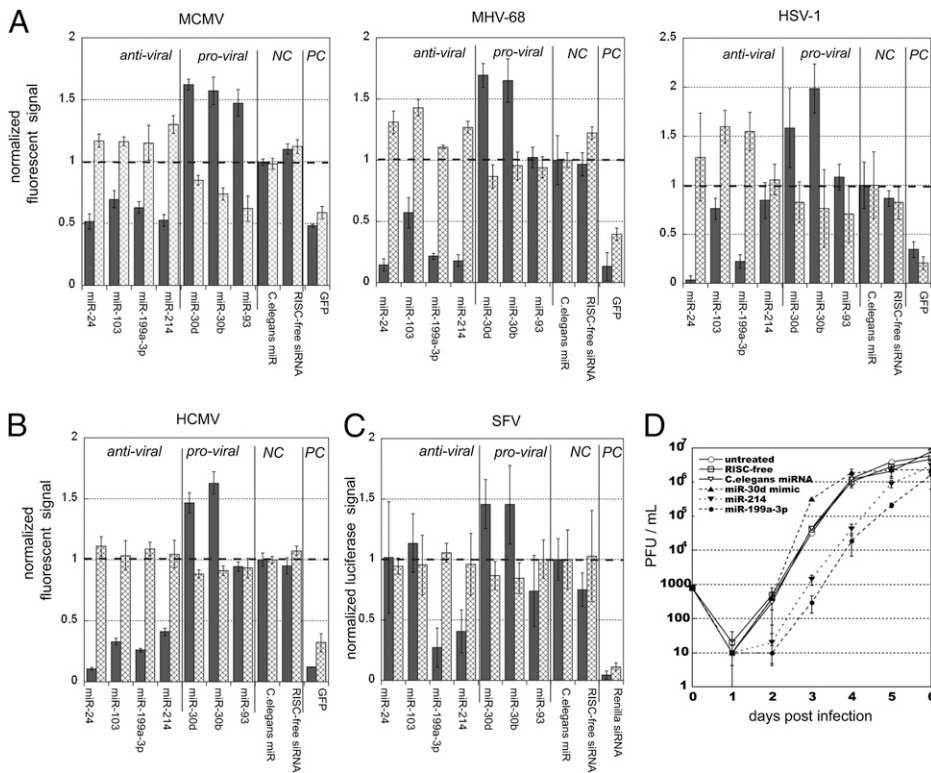 A
MCMV
MHV-68
HSV-1
normalized
fluorescent signal
2
1.5
1
0.5
0
anti-viral
pro-viral
NC
PC
miR-24
miR-103
miR-199a-3p
miR-214
miR-30d
miR-30b
miR-93
C.elegans miR
RISC-free siRNA
GFP
2
1.5
1
0.5
0
anti-viral
pro-viral
NC
PC
miR-24
miR-103
miR-199a-3p
miR-214
miR-30d
miR-30b
miR-93
C.elegans miR
RISC-free siRNA
GFP
2.5
2
1.5
1
0.5
0
anti-viral
pro-viral
NC
PC
miR-24
miR-103
miR-199a-3p
miR-214
miR-30d
miR-30b
miR-93
C.elegans miR
RISC-free siRNA
GFP
B
HCMV
normalized
fluorescent signal
2
1.5
1
0.5
0
anti-viral
pro-viral
NC
PC
miR-24
miR-103
miR-199a-3p
miR-214
miR-30d
miR-30b
miR-93
C.elegans miR
RISC-free siRNA
GFP
C
SFV
normalized luciferase signal
2
1.5
1
0.5
0
anti-viral
pro-viral
NC
PC
miR-24
miR-103
miR-199a-3p
miR-214
miR-30d
miR-30b
miR-93
C.elegans miR
RISC-free siRNA
Renilla siRNA
D
PFU / mL
10^7
10^6
10^5
10^4
1000
100
10
1
untreated
RISC-free
C.elegans miRNA
miR-30d mimic
miR-214
miR-199a-3p
0 1 2 3 4 5 6
days post infection